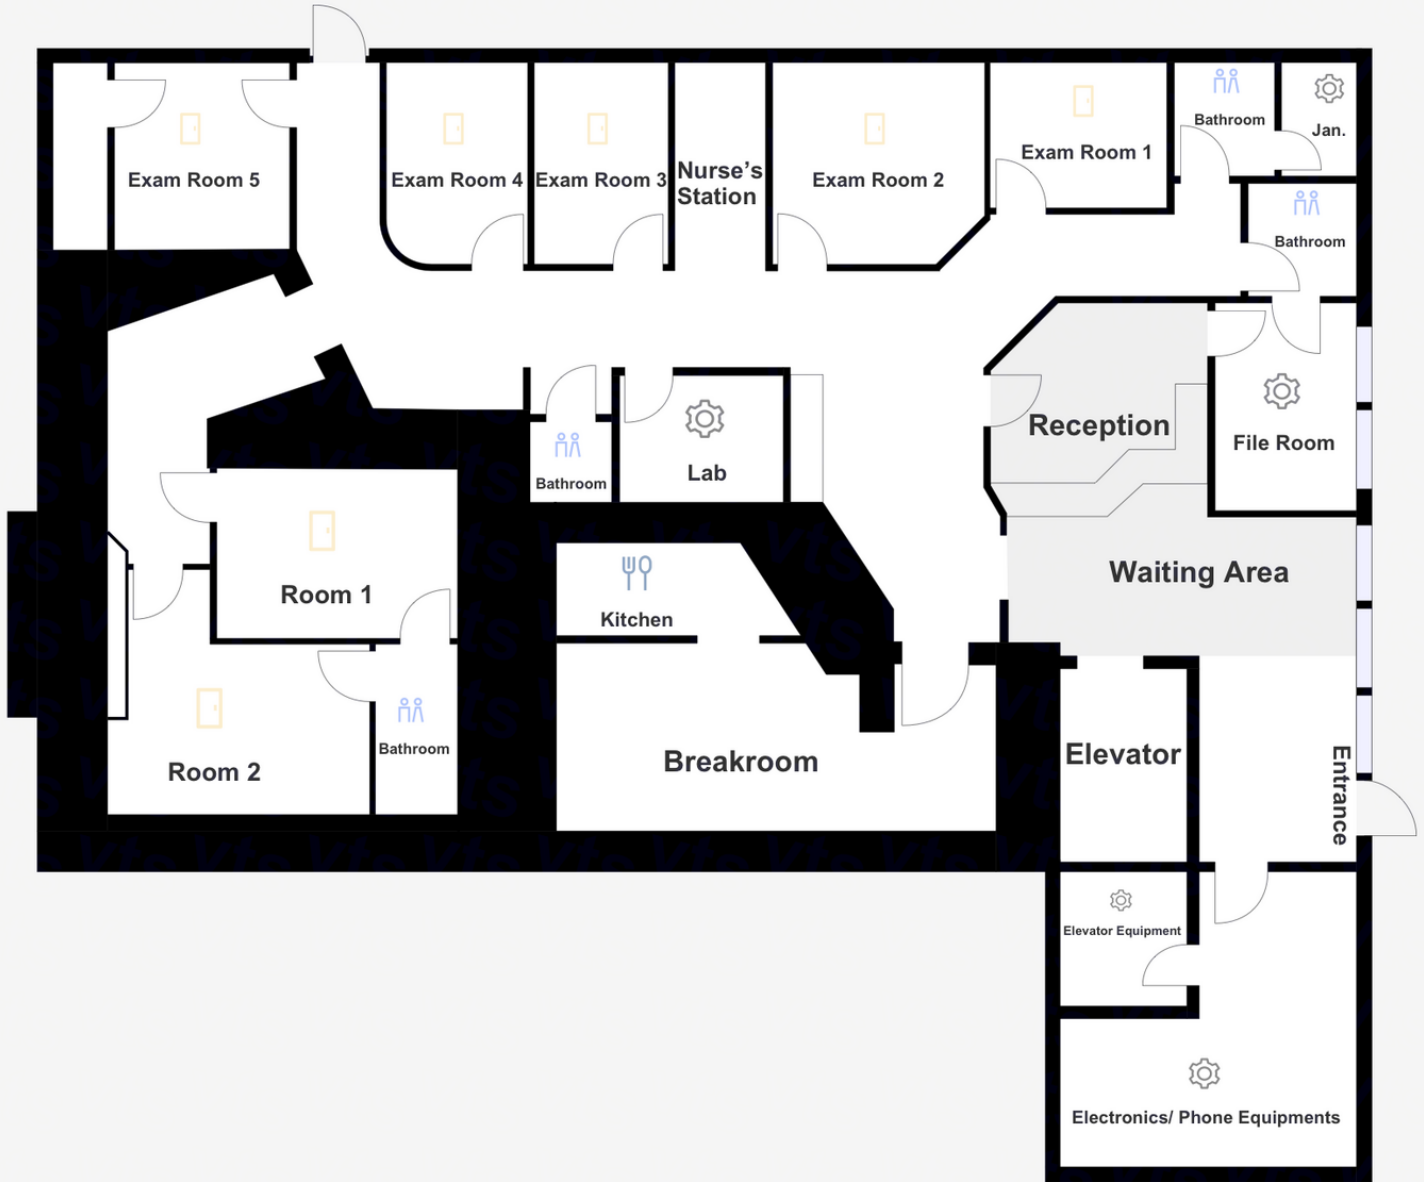 Exam Room 5
Exam Room 4
Exam Room 3
Nurse's
Station
Exam Room 2
Exam Room 1
Bathroom
Jan.
Bathroom
Reception
File Room
Bathroom
Lab
Waiting Area
Room 1
Kitchen
Room 2
Bathroom
Breakroom
Elevator
Entrance
Elevator Equipment
Electronics/ Phone Equipments
vts